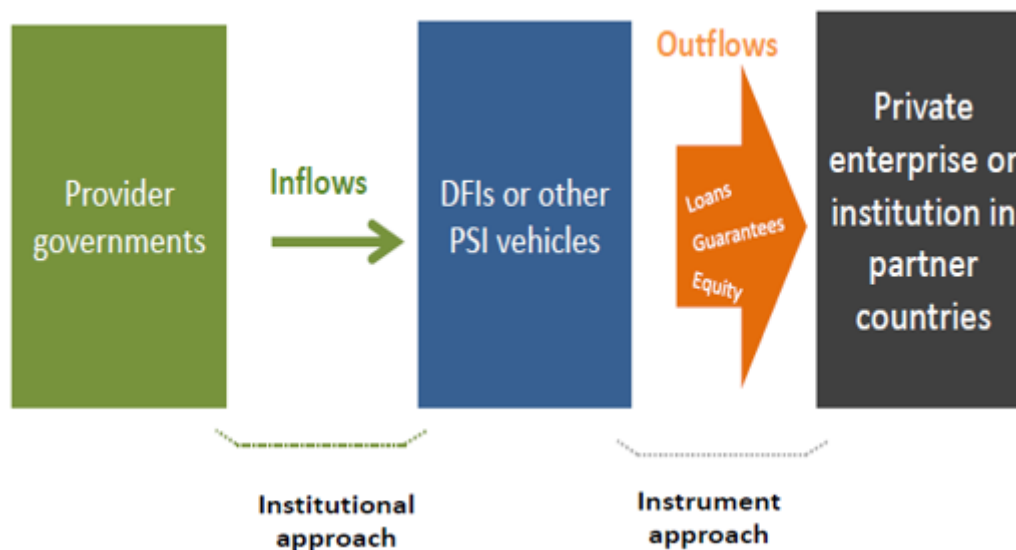 Provider
governments
Inflows
DFIs or other
PSI vehicles
Outflows
Loans
Guarantees
Equity
Private
enterprise or
institution in
partner
countries
Institutional
approach
Instrument
approach